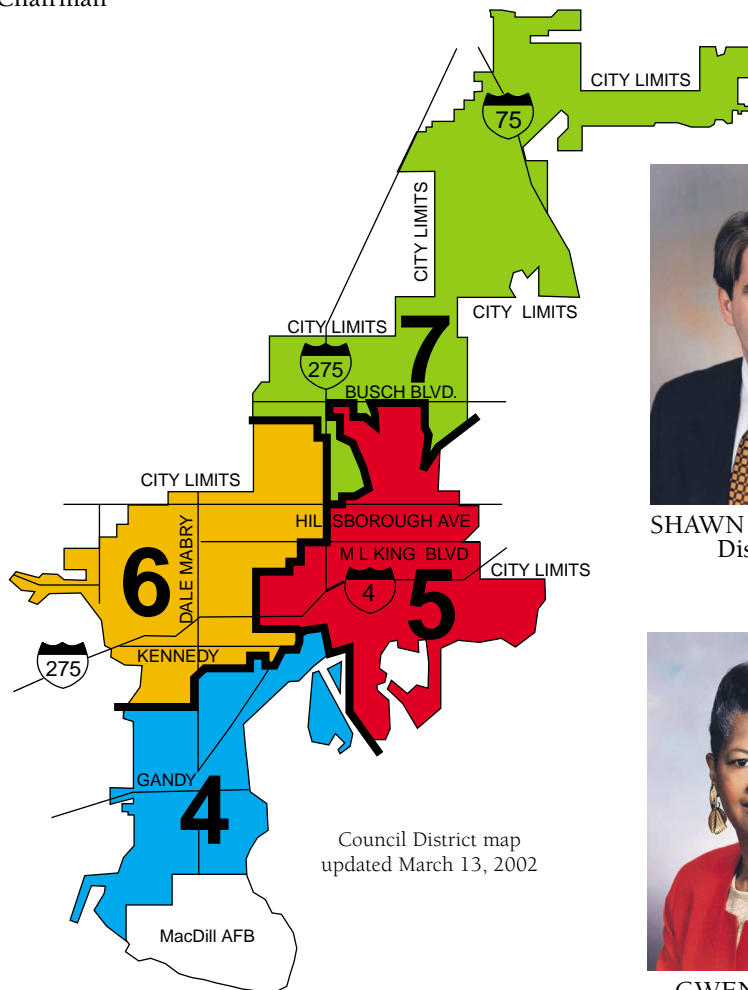 Chairman
CITY LIMITS
75
CITY LIMITS
CITY LIMITS
CITY LIMITS
7
275
BUSCH BLVD.
CITY LIMITS
HILLSBOROUGH AVE
SHAWN
Dis
M L KING BLVD
CITY LIMITS
DALE MABRY
6
4
5
KENNEDY
275
GANDY
4
Council District map
updated March 13, 2002
MacDill AFB
GWEN